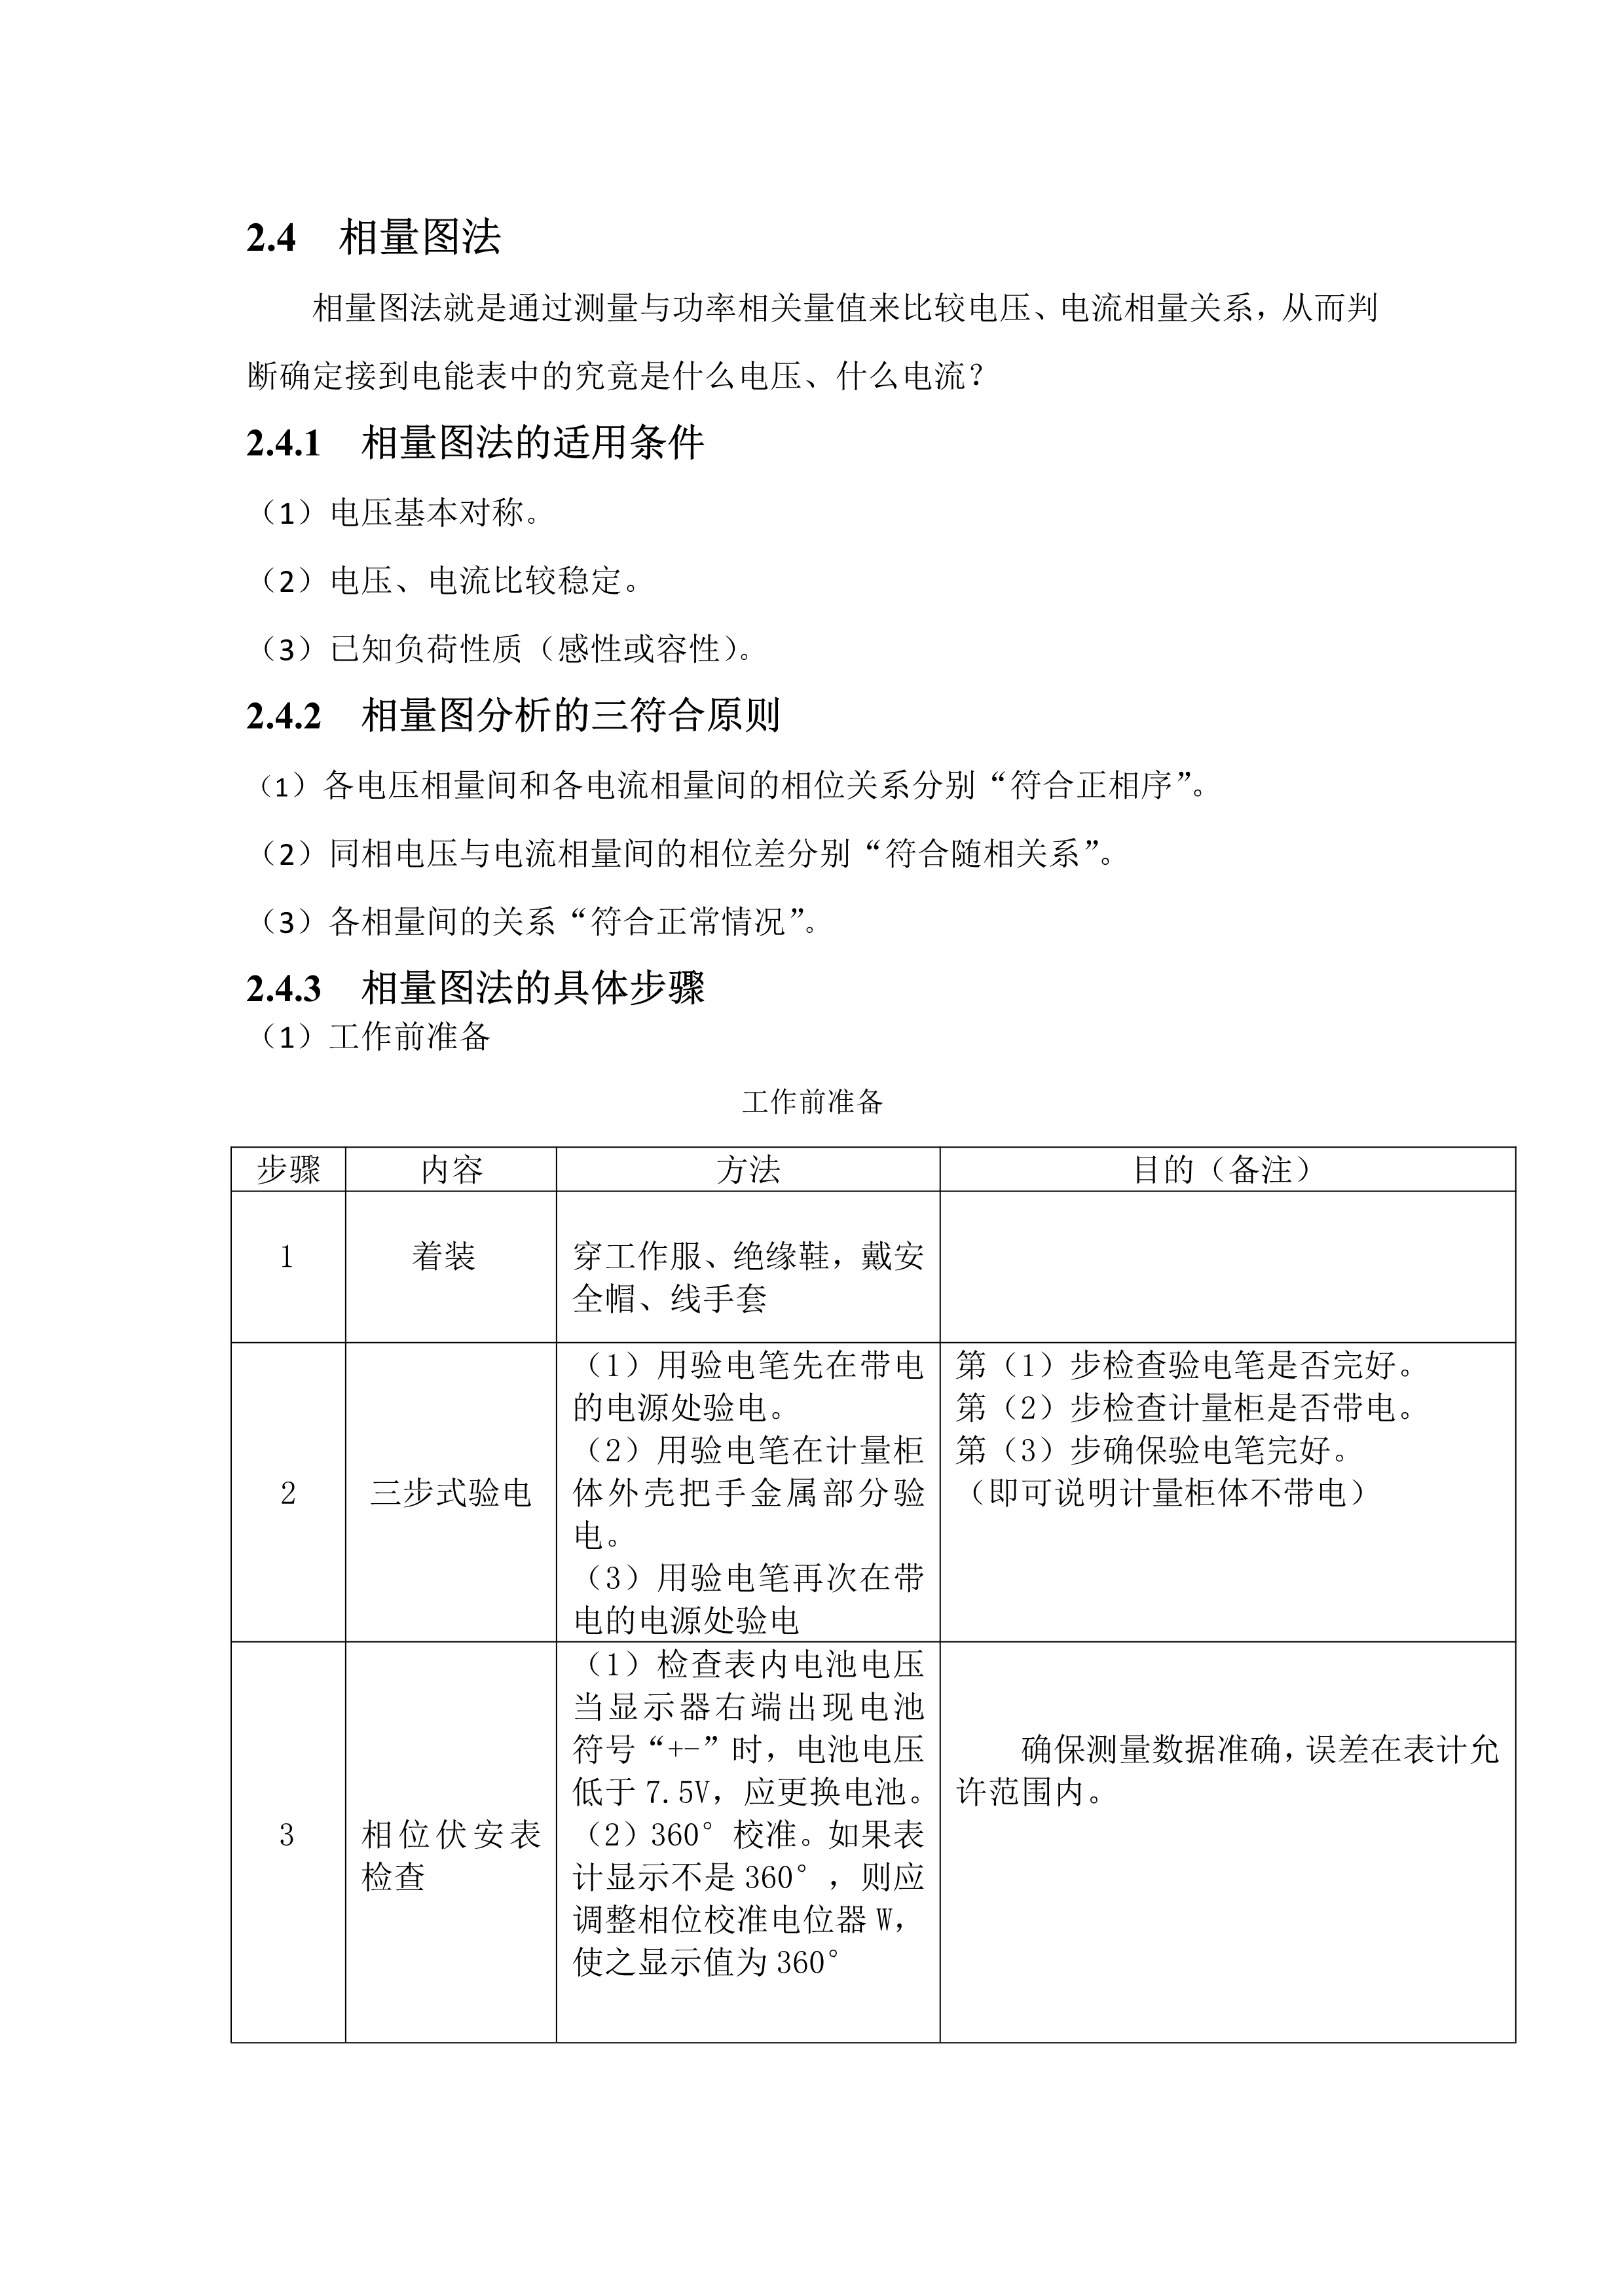 2.4 相量图法
相量图法就是通过测量与功率相关量值来比较电压、电流相量关系，从而判
断确定接到电能表中的究竟是什么电压、什么电流？
2.4.1 相量图法的适用条件
（1）电压基本对称。
（2）电压、电流比较稳定。
（3）已知负荷性质（感性或容性）。
2.4.2 相量图分析的三符合原则
（1）各电压相量间和各电流相量间的相位关系分别“符合正相序”。
（2）同相电压与电流相量间的相位差分别“符合随相关系”。
（3）各相量间的关系“符合正常情况”。
2.4.3 相量图法的具体步骤
（1）工作前准备
工作前准备
步骤 内容 方法 目的（备注）
1 着装 穿工作服、绝缘鞋，戴安
全帽、线手套
2 三步式验电
（1）用验电笔先在带电
的电源处验电。
（2）用验电笔在计量柜
体外壳把手金属部分验
电。
（3）用验电笔再次在带
电的电源处验电
第（1）步检查验电笔是否完好。
第（2）步检查计量柜是否带电。
第（3）步确保验电笔完好。
（即可说明计量柜体不带电）
3
相位伏安表
检查
（1）检查表内电池电压
当显示器右端出现电池
符号“+-”时，电池电压
低于 7.5V，应更换电池。
（2）360°校准。如果表
计显示不是 360°，则应
调整相位校准电位器 W，
使之显示值为 360°
确保测量数据准确，误差在表计允
许范围内。